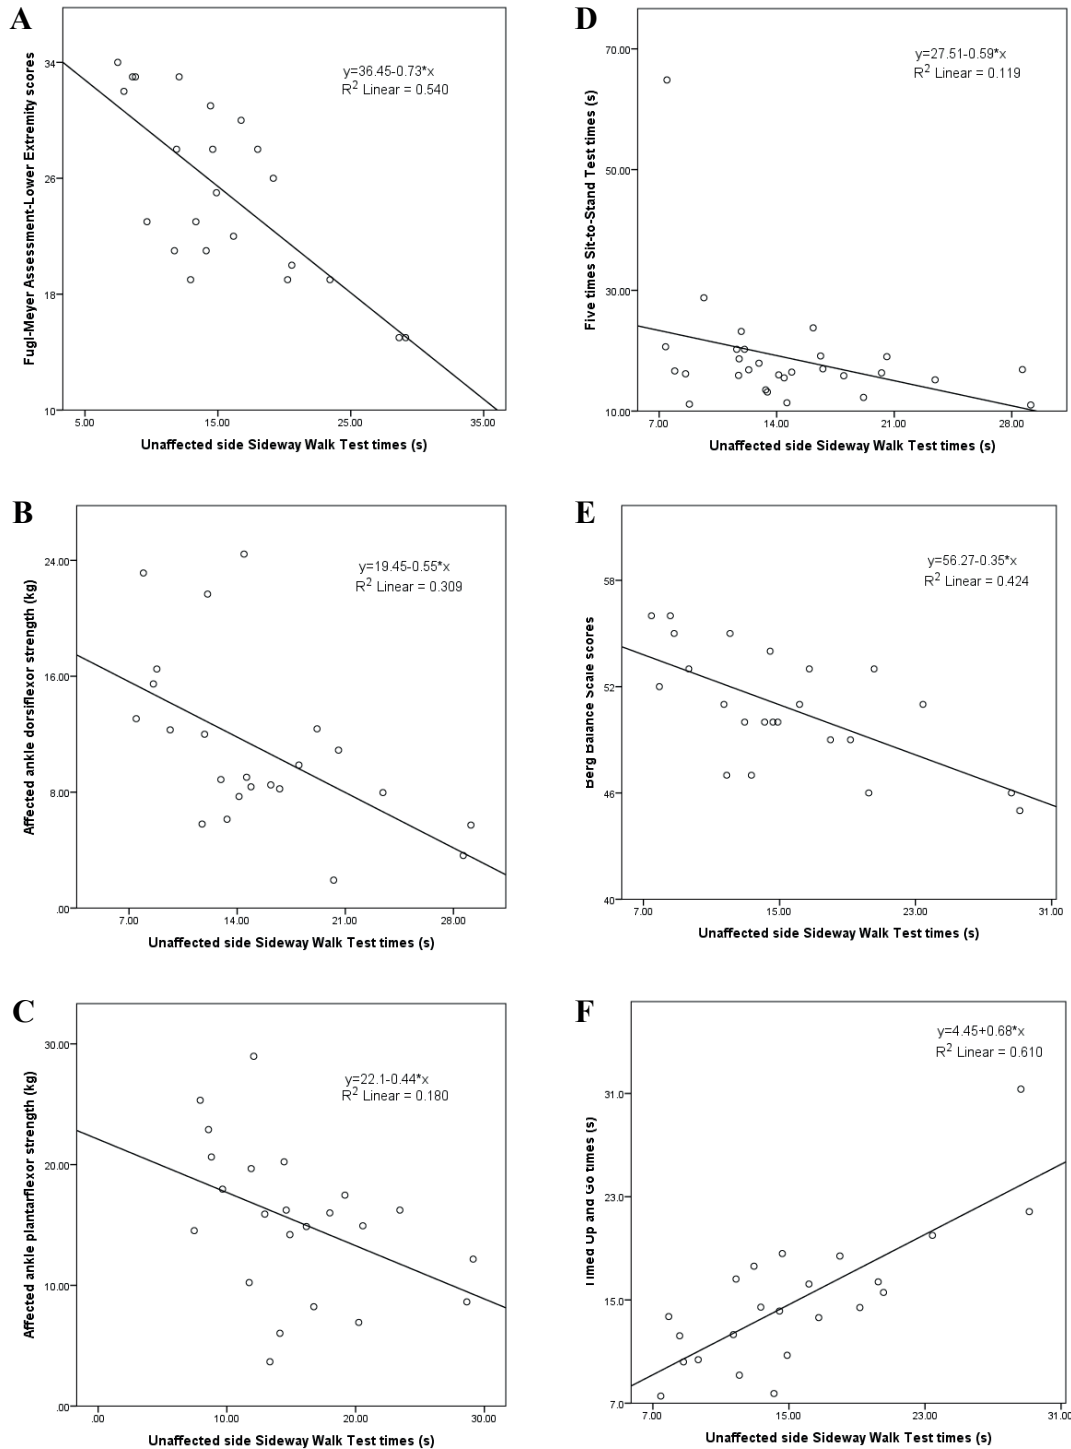 A
Fugl-Meyer Assessment-Lower Extremity scores
y=36.45-0.73*x
R² Linear = 0.540
34
26
18
10
5.00 15.00 25.00 35.00
Unaffected side Sideway Walk Test times (s)
B
Affected ankle dorsiflexor strength (kg)
y=19.45-0.55*x
R² Linear = 0.309
24.00
16.00
8.00
.00
7.00 14.00 21.00 28.00
Unaffected side Sideway Walk Test times (s)
C
Affected ankle plantarflexor strength (kg)
y=22.1-0.44*x
R² Linear = 0.180
30.00
20.00
10.00
.00
.00 10.00 20.00 30.00
Unaffected side Sideway Walk Test times (s)
D
Five times Sit-to-Stand Test times (s)
y=27.51-0.59*x
R² Linear = 0.119
70.00
50.00
30.00
10.00
7.00 14.00 21.00 28.00
Unaffected side Sideway Walk Test times (s)
E
Berg Balance Scale scores
y=56.27-0.35*x
R² Linear = 0.424
58
52
46
40
7.00 15.00 23.00 31.00
Unaffected side Sideway Walk Test times (s)
F
Timed Up and Go times (s)
y=4.45+0.68*x
R² Linear = 0.610
31.0
23.0
15.0
7.0
7.00 15.00 23.00 31.00
Unaffected side Sideway Walk Test times (s)